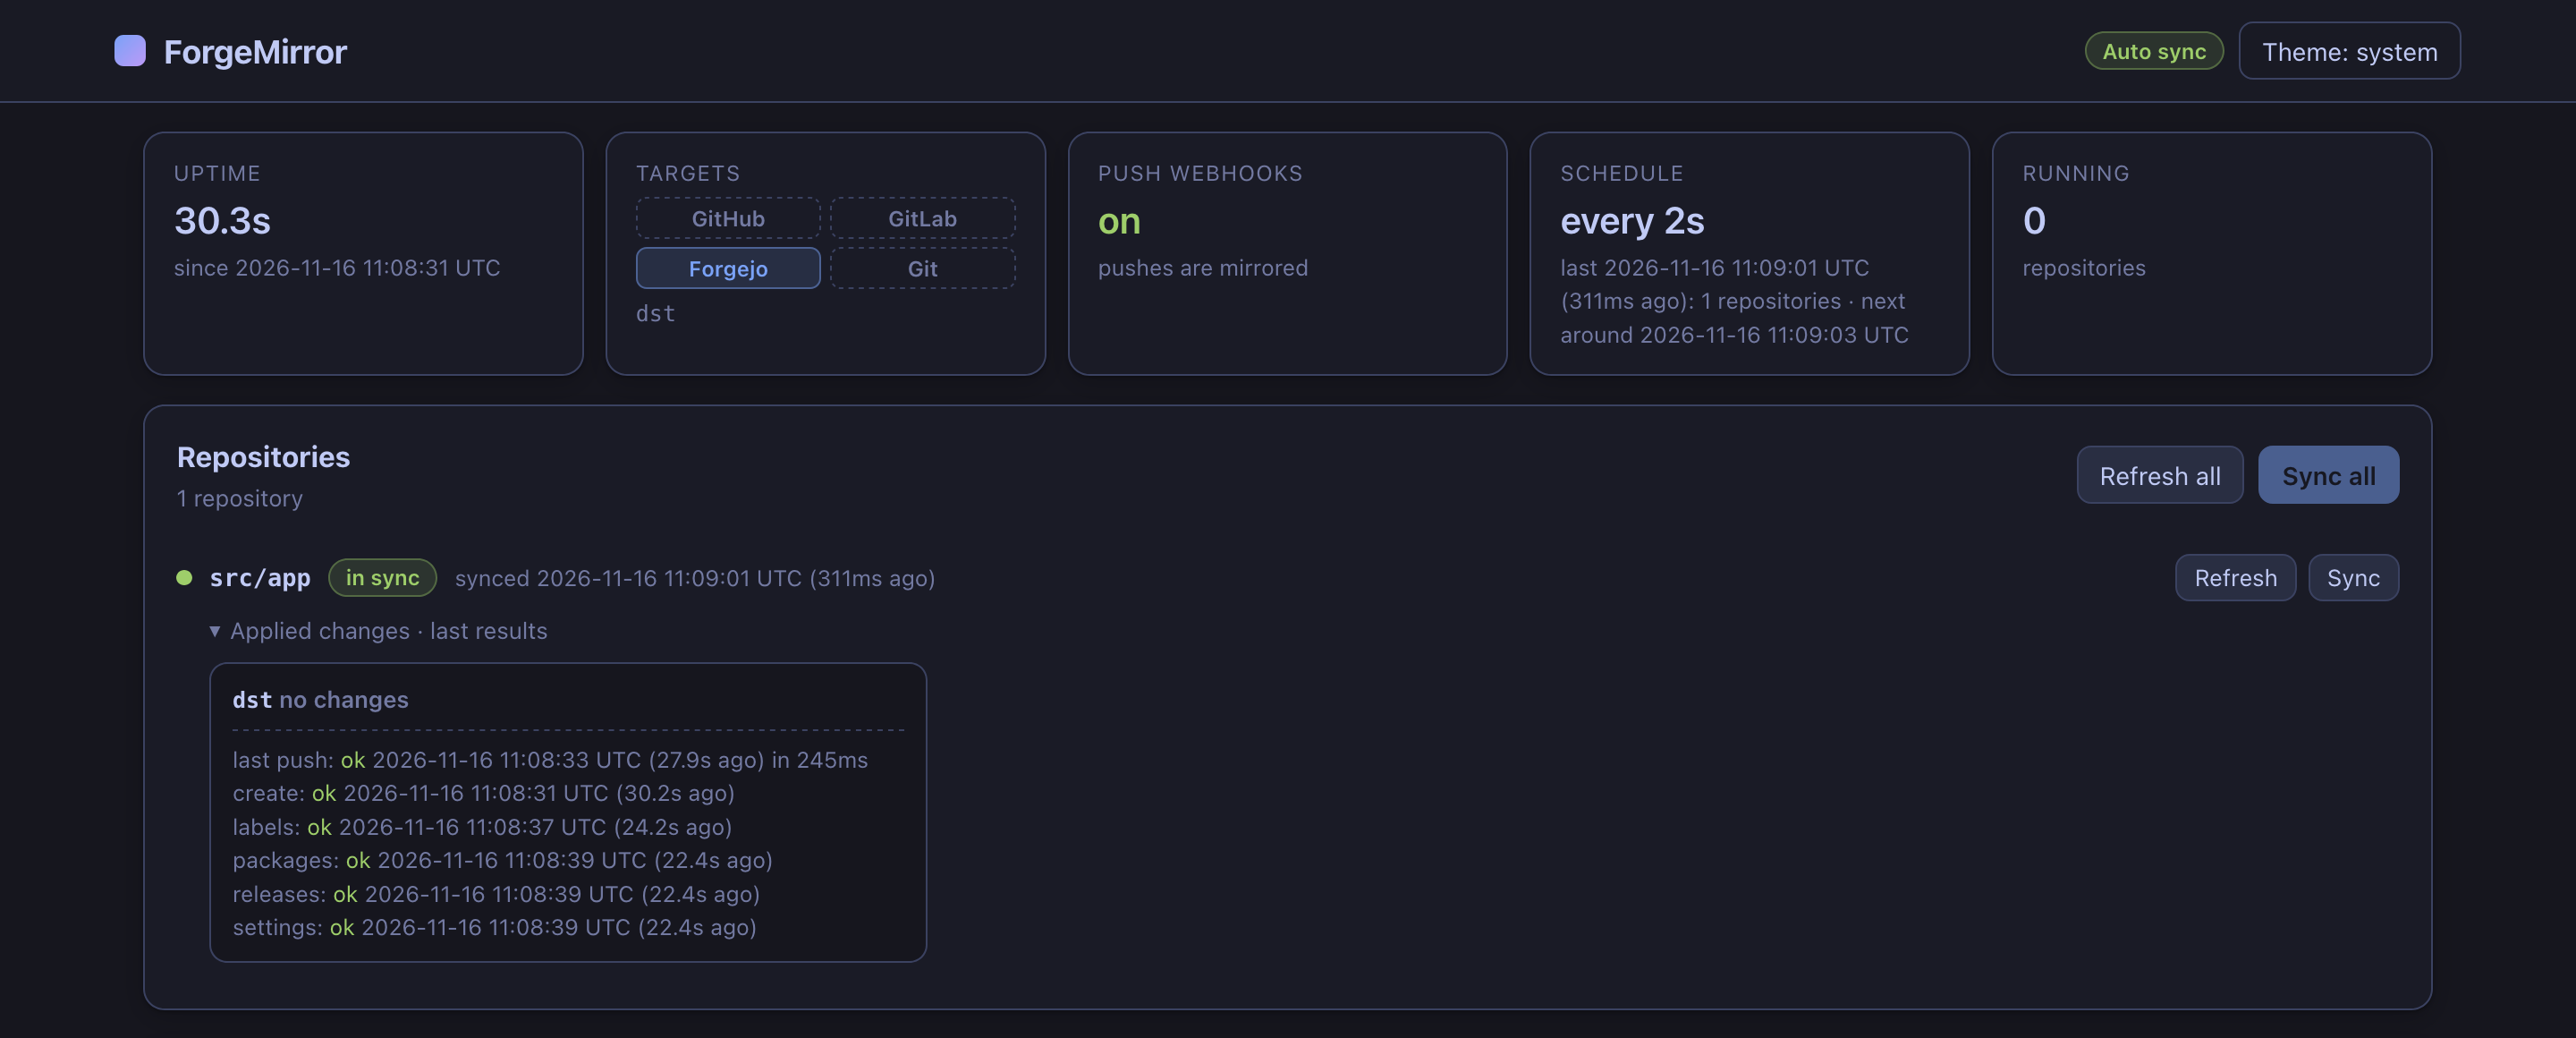 ForgeMirror
Auto sync
Theme: system
UPTIME
30.3s
since 2026-11-16 11:08:31 UTC
TARGETS
GitHub
GitLab
Forgejo
Git
dst
PUSH WEBHOOKS
on
pushes are mirrored
SCHEDULE
every 2s
last 2026-11-16 11:09:01 UTC
(311ms ago): 1 repositories · next
around 2026-11-16 11:09:03 UTC
RUNNING
0
repositories
Repositories
1 repository
Refresh all
Sync all
src/app in sync synced 2026-11-16 11:09:01 UTC (311ms ago)
Refresh
Sync
▾ Applied changes · last results
dst no changes
last push: ok 2026-11-16 11:08:33 UTC (27.9s ago) in 245ms
create: ok 2026-11-16 11:08:31 UTC (30.2s ago)
labels: ok 2026-11-16 11:08:37 UTC (24.2s ago)
packages: ok 2026-11-16 11:08:39 UTC (22.4s ago)
releases: ok 2026-11-16 11:08:39 UTC (22.4s ago)
settings: ok 2026-11-16 11:08:39 UTC (22.4s ago)